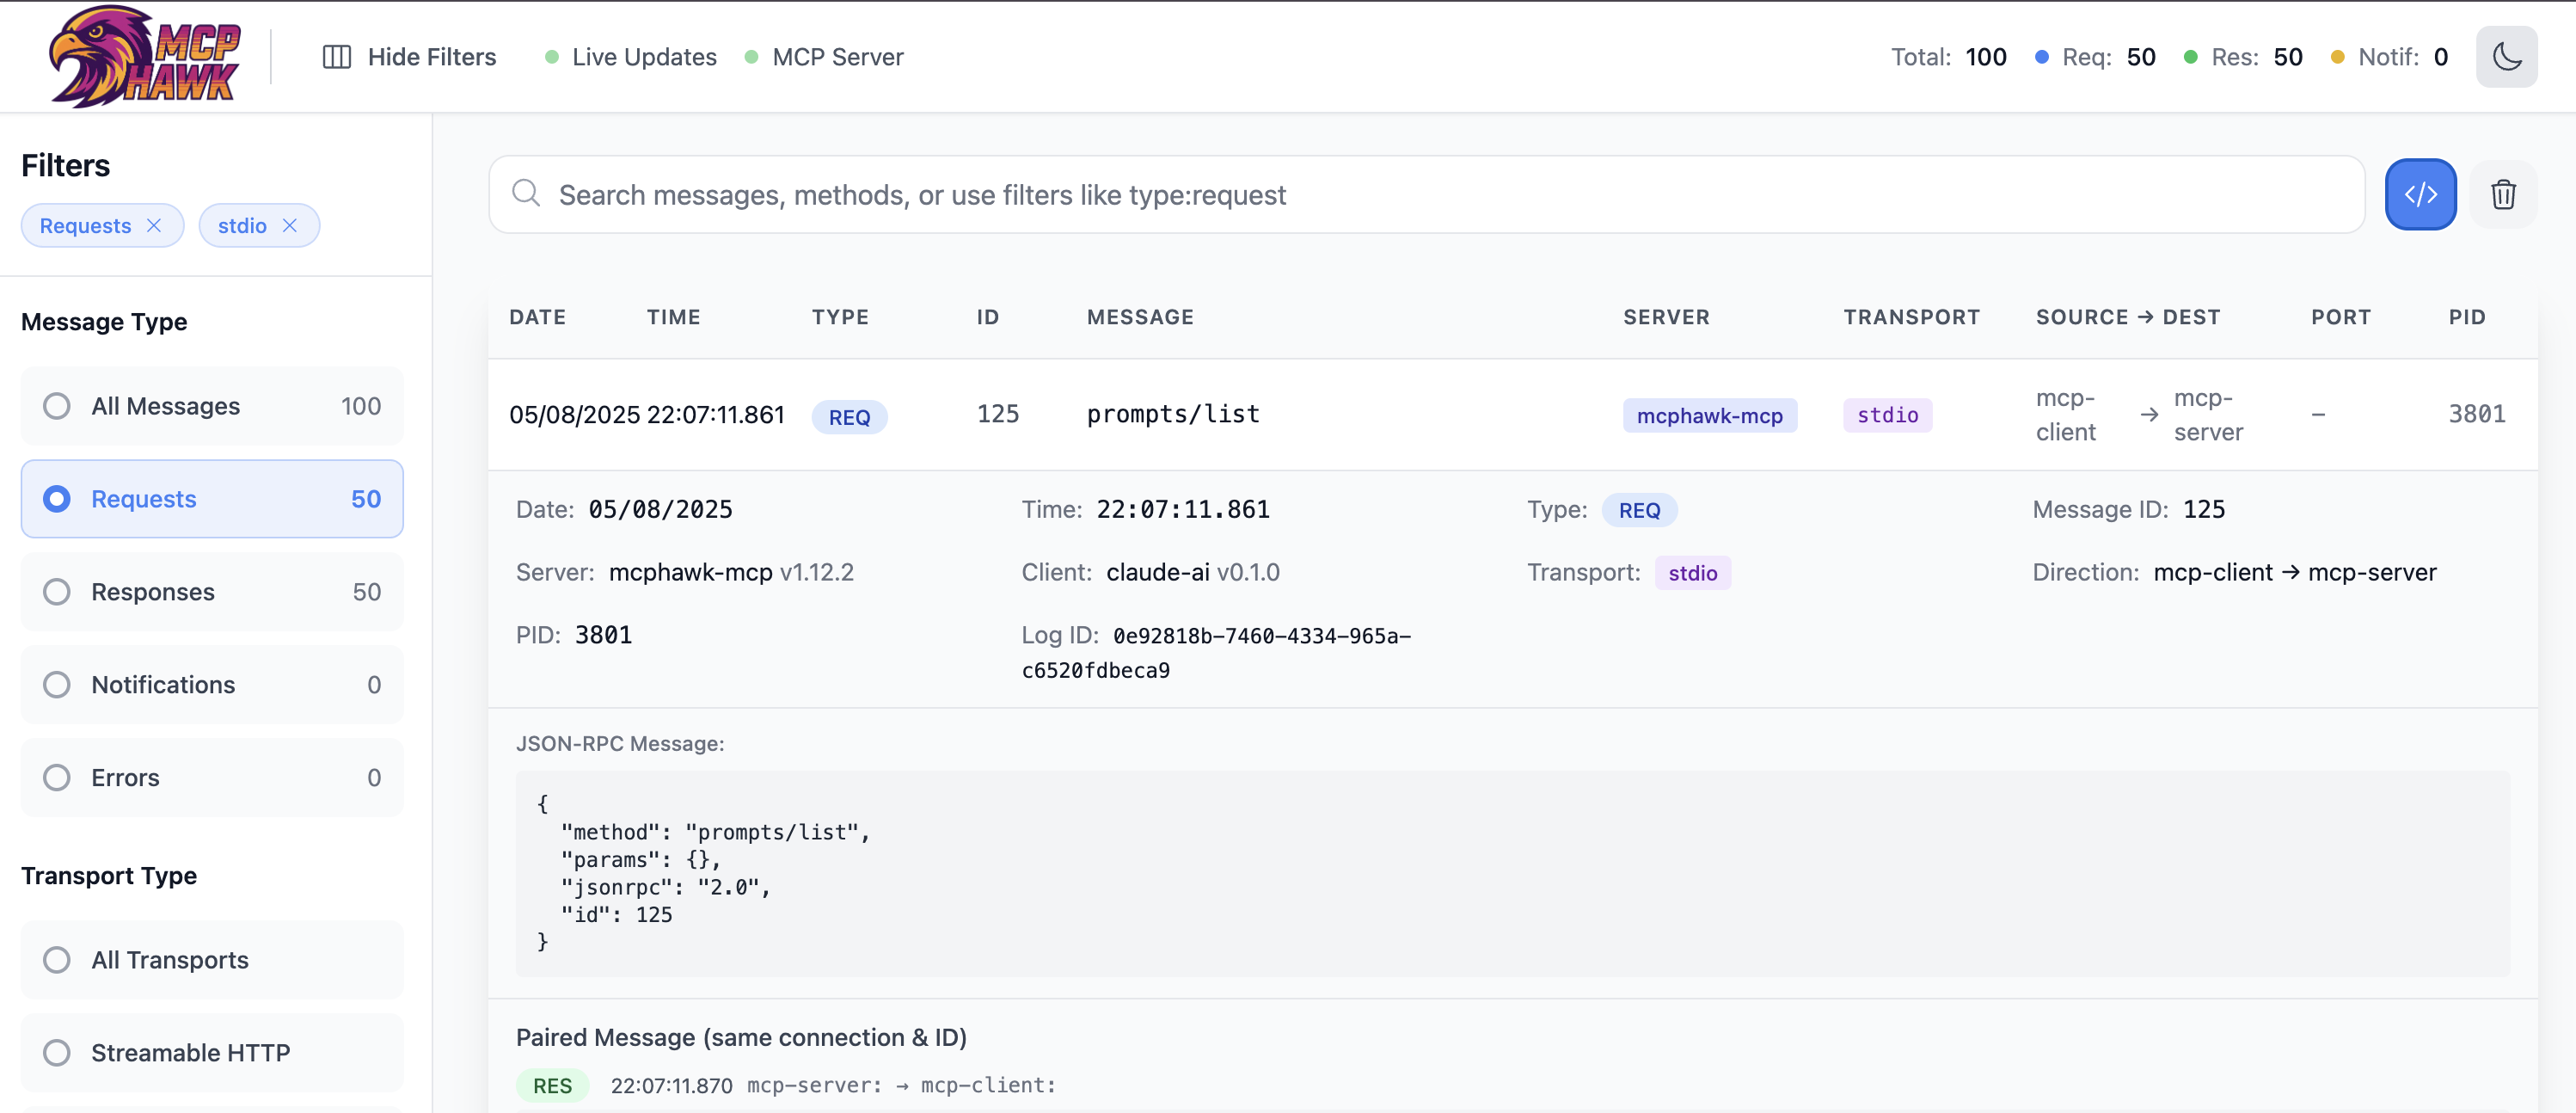 MCP HAWK
Hide Filters
Live Updates
MCP Server
Total: 100
Req: 50
Res: 50
Notif: 0
Filters
Requests
stdio
Message Type
All Messages 100
Requests 50
Responses 50
Notifications 0
Errors 0
Transport Type
All Transports
Streamable HTTP
Search messages, methods, or use filters like type:request
</>
DATE TIME TYPE ID MESSAGE SERVER TRANSPORT SOURCE → DEST PORT PID
05/08/2025 22:07:11.861 REQ 125 prompts/list mcphawk-mcp stdio mcp-client → mcp-server – 3801
Date: 05/08/2025 Time: 22:07:11.861 Type: REQ Message ID: 125
Server: mcphawk-mcp v1.12.2 Client: claude-ai v0.1.0 Transport: stdio Direction: mcp-client → mcp-server
PID: 3801 Log ID: 0e92818b-7460-4334-965a-
c6520fdbeca9
JSON-RPC Message:
{
  "method": "prompts/list",
  "params": {},
  "jsonrpc": "2.0",
  "id": 125
}
Paired Message (same connection & ID)
RES 22:07:11.870 mcp-server: → mcp-client: